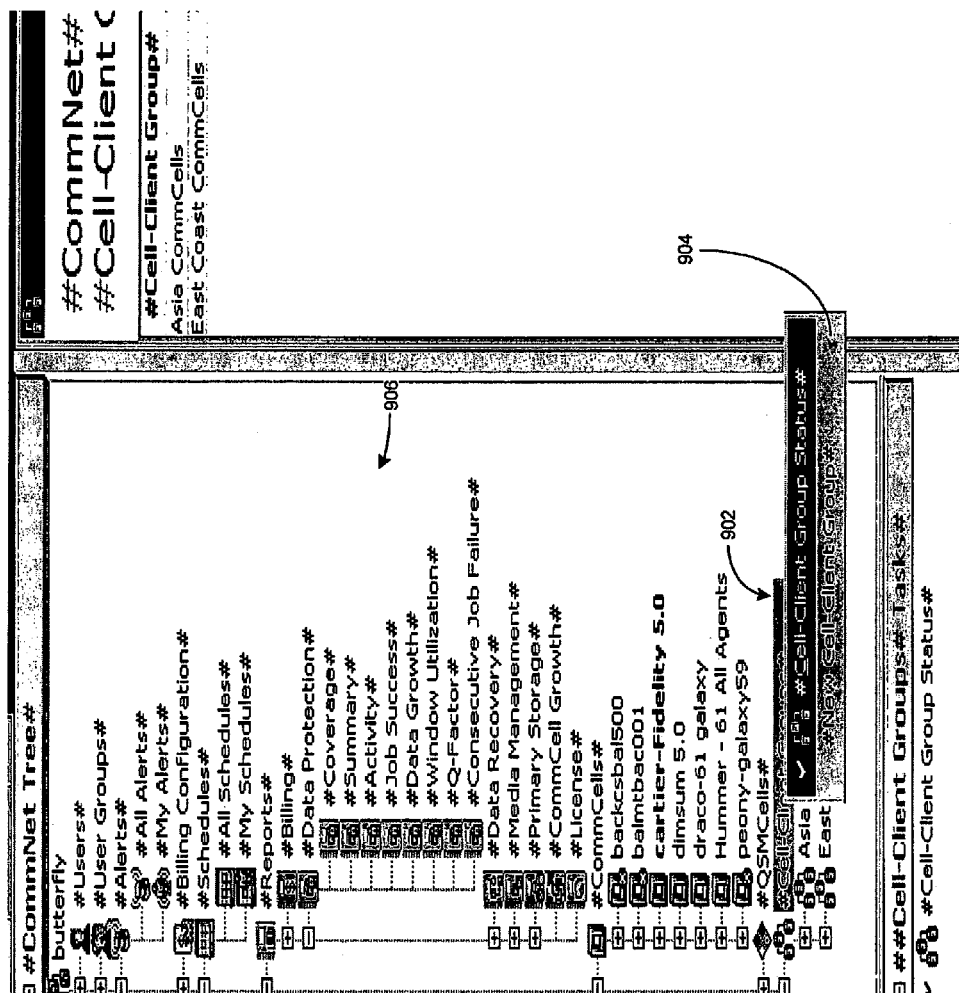 #CommNet Tree#
butterfly
#Users#
#User Groups#
#Alerts#
#All Alerts#
#My Alerts#
#Billing Configuration#
#Schedules#
#All Schedules#
#My Schedules#
#Reports#
#Billing#
#Data Protection#
#Coverage#
#Summary#
#Activity#
#Job Success#
#Data Growth#
#Window Utilization#
#Q-Factor#
#Consecutive Job Failure#
#Data Recovery#
#Media Management#
#Primary Storage#
#CommCell Growth#
#License#
#CommCells#
backcsbal500
balmtbac001
cartier-Fidelity 5.0
dimsum 5.0
draco-61 galaxy
Hummer - 61 All Agents
peony-galaxy59
#QSMCells#
Asia
East
#Cell-Client Group Status#
#New Cell-Client Group#
902
904
906
##Cell-Client Groups# Tasks#
#Cell-Client Group Status#
#CommNet#
#Cell-Client
#Cell-Client Group#
Asia CommCells
East Coast CommCells